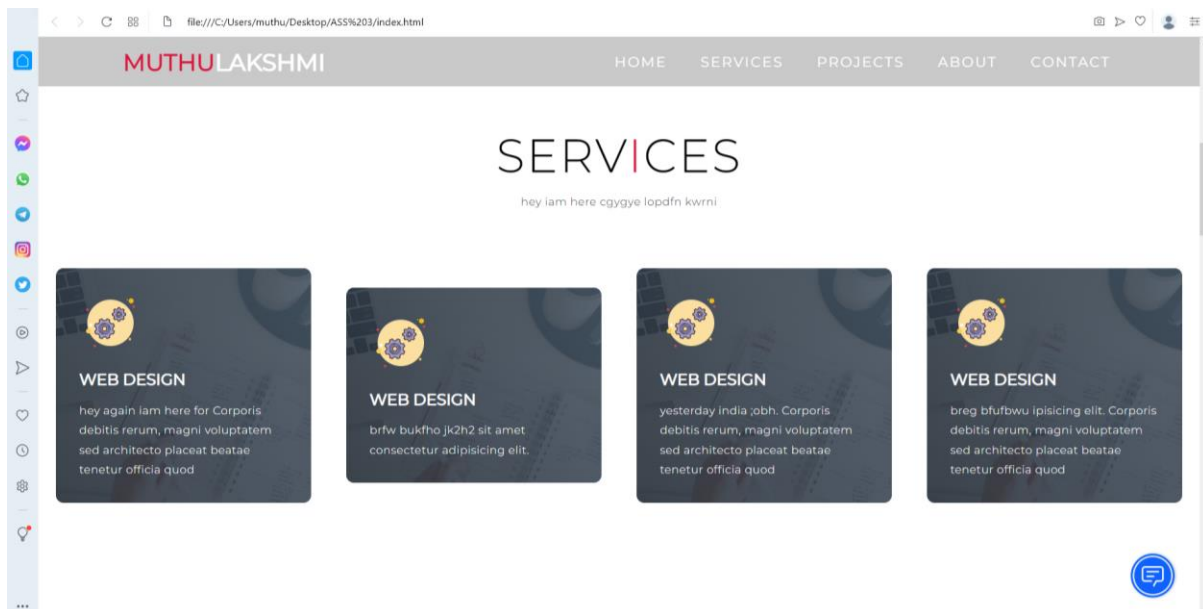 file:///C:/Users/muthu/Desktop/ASS%203/index.html
MUTHULAKSHMI
HOME SERVICES PROJECTS ABOUT CONTACT
SERVICES
hey iam here cgygye lopdfn kwrni
WEB DESIGN
hey again iam here for Corporis
debitis rerum, magni voluptatem
sed architecto placeat beatae
tenetur officia quod
WEB DESIGN
brfw bukfho jk2h2 sit amet
consectetur adipisicing elit.
WEB DESIGN
yesterday india ;obh. Corporis
debitis rerum, magni voluptatem
sed architecto placeat beatae
tenetur officia quod
WEB DESIGN
breg bfufbwu ipisicing elit. Corporis
debitis rerum, magni voluptatem
sed architecto placeat beatae
tenetur officia quod